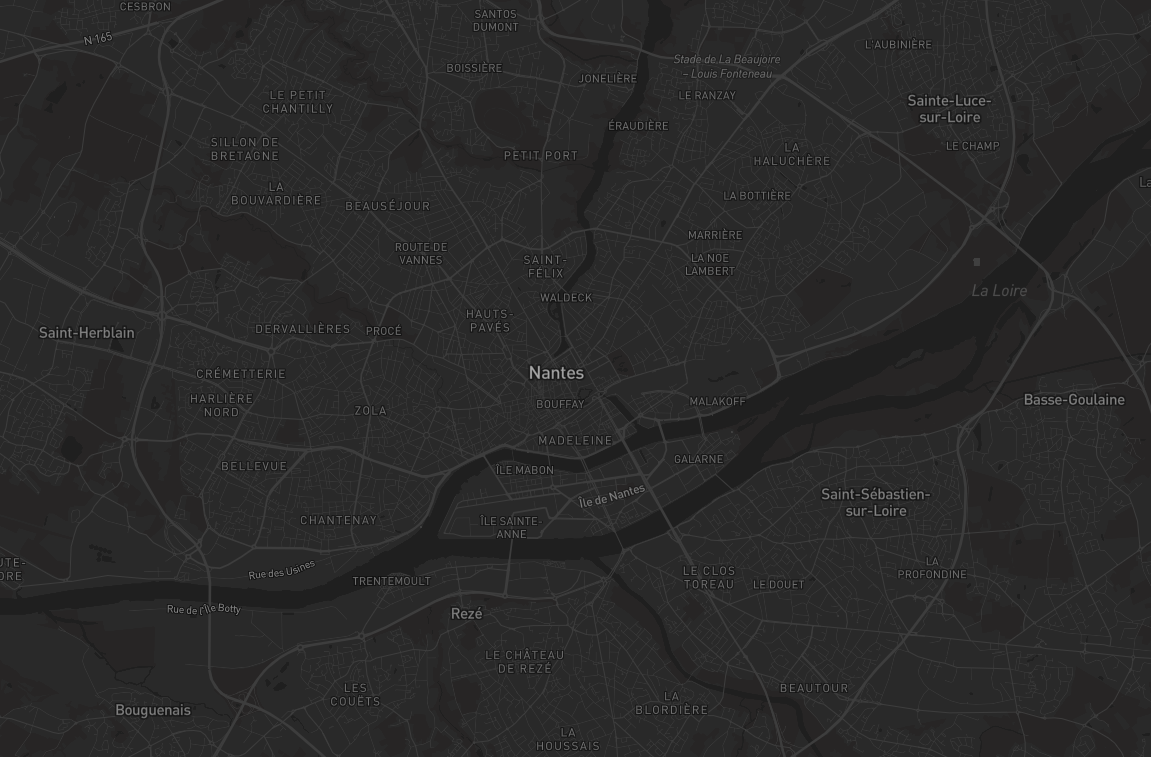 CESBRON
SANTOS
DUMONT
N 165
L'AUBINIÈRE
Stade de La Beaujoire
– Louis Fonteneau
BOISSIÈRE
JONELIÈRE
LE RANZAY
LE PETIT
CHANTILLY
Sainte-Luce-
sur-Loire
ÉRAUDIÈRE
SILLON DE
BRETAGNE
PETIT PORT
LA
HALUCHÈRE
LE CHAMP
LA
BOUVARDIÈRE
La
LA BOTTIÈRE
BEAUSÉJOUR
MARRIÈRE
ROUTE DE
VANNES
SAINT-
FÉLIX
LA NOE
LAMBERT
La Loire
WALDECK
HAUTS-
PAVÉS
Saint-Herblain
DERVALLIÈRES
PROCÉ
CRÉMETTERIE
Nantes
HARLIÈRE
NORD
ZOLA
BOUFFAY
MALAKOFF
Basse-Goulaine
MADELEINE
BELLEVUE
ÎLE MABON
GALARNE
Île de Nantes
Saint-Sébastien-
sur-Loire
CHANTENAY
ÎLE SAINTE-
ANNE
UTE-
DRE
Rue des Usines
TRENTEMOULT
LE CLOS
TOREAU
LE DOUET
LA
PROFONDINE
Rue de l'Île Botty
Rezé
LE CHÂTEAU
DE REZÉ
LES
COUËTS
LA
BLORDIÈRE
BEAUTOUR
Bouguenais
LA
HOUSSAIS